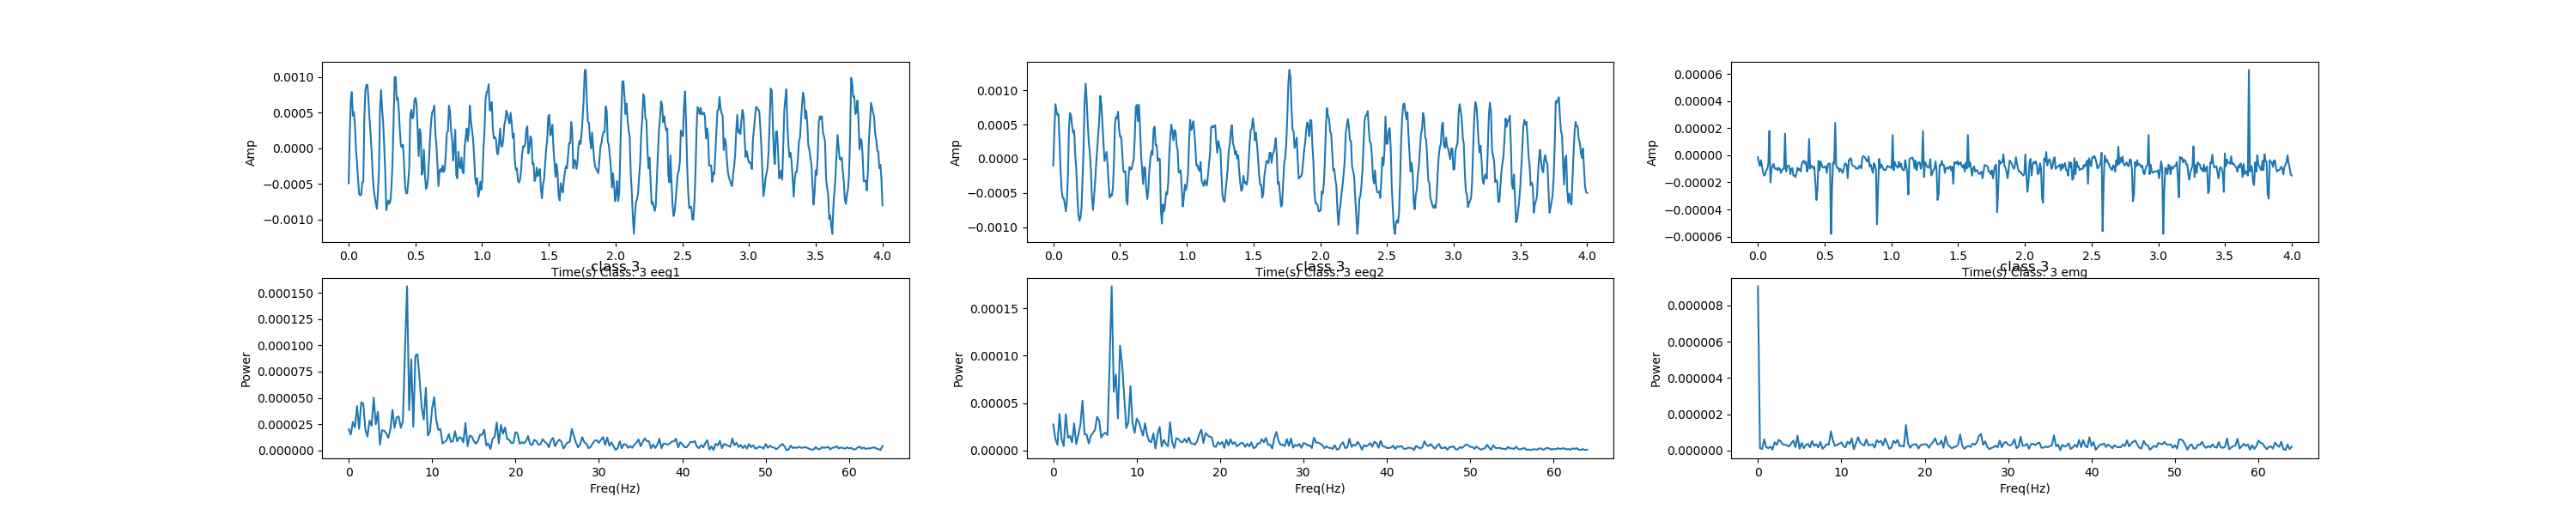 Amp
0.0010
0.0005
0.0000
−0.0005
−0.0010
0.0 0.5 1.0 1.5 2.0 2.5 3.0 3.5 4.0
Time(s) Class: 3 eeg1
Amp
0.0010
0.0005
0.0000
−0.0005
−0.0010
0.0 0.5 1.0 1.5 2.0 2.5 3.0 3.5 4.0
Time(s) Class: 3 eeg2
Amp
0.00006
0.00004
0.00002
0.00000
−0.00002
−0.00004
−0.00006
0.0 0.5 1.0 1.5 2.0 2.5 3.0 3.5 4.0
Time(s) Class: 3 emg
class 3
Power
0.000150
0.000125
0.000100
0.000075
0.000050
0.000025
0.000000
0 10 20 30 40 50 60
Freq(Hz)
class 3
Power
0.00015
0.00010
0.00005
0.00000
0 10 20 30 40 50 60
Freq(Hz)
class 3
Power
0.000008
0.000006
0.000004
0.000002
0.000000
0 10 20 30 40 50 60
Freq(Hz)